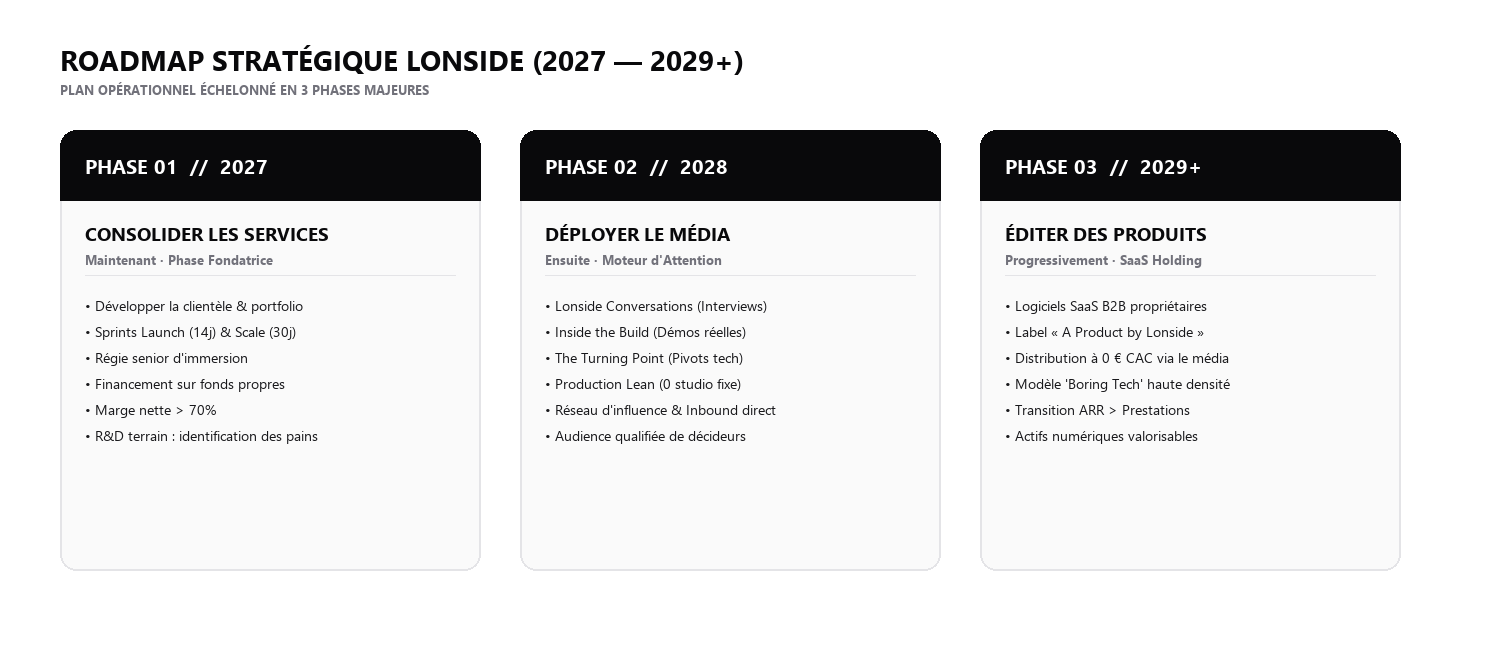 ROADMAP STRATÉGIQUE LONSIDE (2027 — 2029+)
PLAN OPÉRATIONNEL ÉCHELONNÉ EN 3 PHASES MAJEURES
PHASE 01 // 2027
CONSOLIDER LES SERVICES
Maintenant · Phase Fondatrice
• Développer la clientèle & portfolio
• Sprints Launch (14j) & Scale (30j)
• Régie senior d'immersion
• Financement sur fonds propres
• Marge nette > 70%
• R&D terrain : identification des pains
PHASE 02 // 2028
DÉPLOYER LE MÉDIA
Ensuite · Moteur d'Attention
• Lonside Conversations (Interviews)
• Inside the Build (Démos réelles)
• The Turning Point (Pivots tech)
• Production Lean (0 studio fixe)
• Réseau d'influence & Inbound direct
• Audience qualifiée de décideurs
PHASE 03 // 2029+
ÉDITER DES PRODUITS
Progressivement · SaaS Holding
• Logiciels SaaS B2B propriétaires
• Label « A Product by Lonside »
• Distribution à 0 € CAC via le média
• Modèle 'Boring Tech' haute densité
• Transition ARR > Prestations
• Actifs numériques valorisables